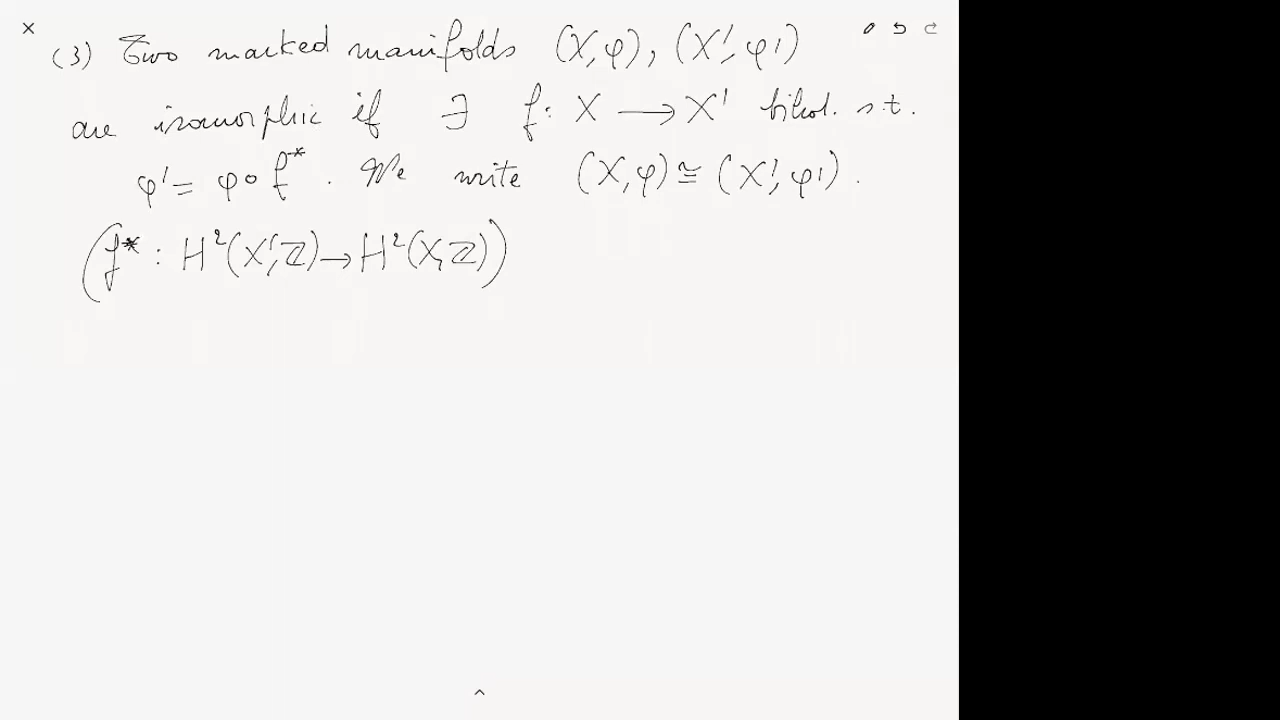 (3) Two marked manifolds (X,φ), (X',φ')
are isomorphic if ∃ f: X ⟶ X' bihol. s.t.
φ' = φ∘f*. We write (X,φ) ≅ (X',φ').
(f*: H²(X',ℤ) → H²(X,ℤ))